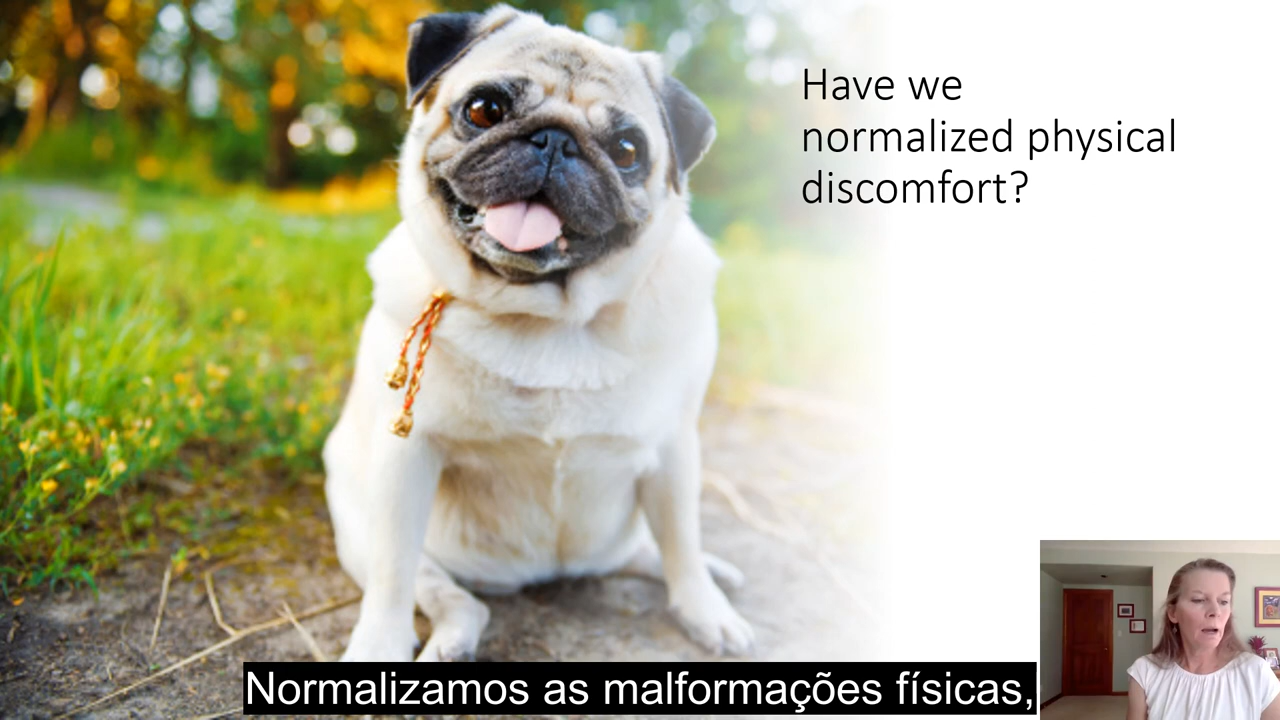 Have we
normalized physical
discomfort?
Normalizamos as malformações físicas,